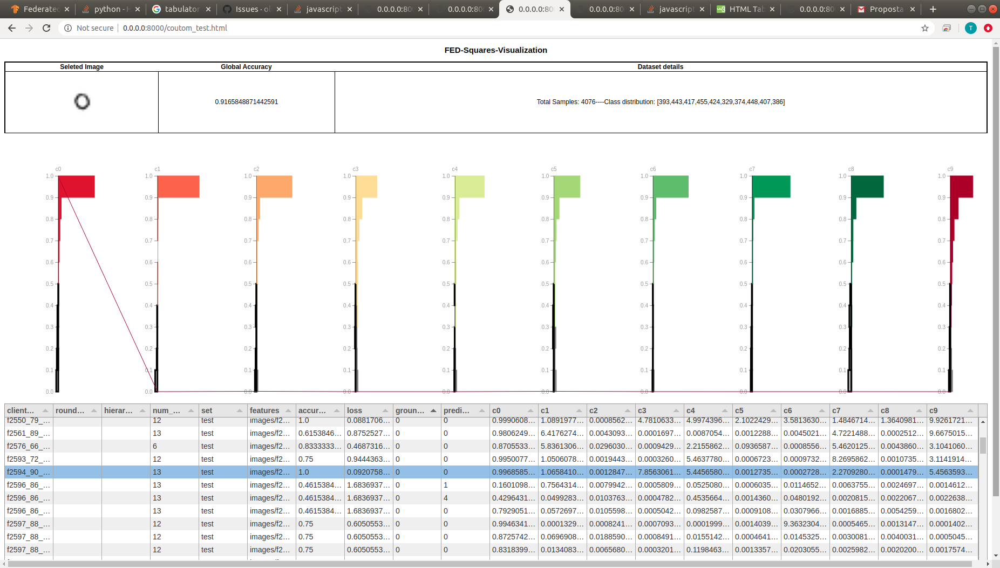 Federated python - H tabulator Issues · ol javascript 0.0.0.0:80 0.0.0.0:80 0.0.0.0:80 0.0.0.0:80 javascript HTML Tab 0.0.0.0:80 Proposta
Not secure 0.0.0.0:8000/coutom_test.html T
FED-Squares-Visualization
Seleted Image Global Accuracy Dataset details
0.9165848871442591 Total Samples: 4076----Class distribution: [393,443,417,455,424,329,374,448,407,386]
c0 c1 c2 c3 c4 c5 c6 c7 c8 c9
1.0 1.0 1.0 1.0 1.0 1.0 1.0 1.0 1.0 1.0
0.9 0.9 0.9 0.9 0.9 0.9 0.9 0.9 0.9 0.9
0.8 0.8 0.8 0.8 0.8 0.8 0.8 0.8 0.8 0.8
0.7 0.7 0.7 0.7 0.7 0.7 0.7 0.7 0.7 0.7
0.6 0.6 0.6 0.6 0.6 0.6 0.6 0.6 0.6 0.6
0.5 0.5 0.5 0.5 0.5 0.5 0.5 0.5 0.5 0.5
0.4 0.4 0.4 0.4 0.4 0.4 0.4 0.4 0.4 0.4
0.3 0.3 0.3 0.3 0.3 0.3 0.3 0.3 0.3 0.3
0.2 0.2 0.2 0.2 0.2 0.2 0.2 0.2 0.2 0.2
0.1 0.1 0.1 0.1 0.1 0.1 0.1 0.1 0.1 0.1
0.0 0.0 0.0 0.0 0.0 0.0 0.0 0.0 0.0 0.0
client... round... hierar... num_... set features accur... loss groun... predi... c0 c1 c2 c3 c4 c5 c6 c7 c8 c9
f2550_79_... 12 test images/f2... 1.0 0.0881706... 0 0 0.9990608... 1.0891977... 0.0008562... 4.7810633... 4.9974396... 2.1022429... 3.5813630... 1.4846714... 1.3640981... 9.9261721...
f2561_89_... 13 test images/f2... 0.6153846... 0.8752527... 0 0 0.9806249... 6.4176274... 0.0043093... 0.0001697... 0.0087054... 0.0012288... 0.0045021... 4.7221488... 0.0002512... 9.6675015...
f2576_66_... 6 test images/f2... 0.8333333... 0.4687316... 0 0 0.8705533... 5.8361306... 0.0296030... 0.0009429... 2.2155862... 0.0936587... 0.0008556... 5.4620125... 0.0043860... 3.1041060...
f2593_72_... 12 test images/f2... 0.75 0.9444363... 0 0 0.9950077... 1.0506078... 0.0019443... 0.0003260... 5.4637780... 0.0006723... 0.0009732... 8.2695862... 0.0010735... 3.1141914...
f2594_90_... 13 test images/f2... 1.0 0.0920758... 0 0 0.9968585... 1.0658410... 0.0012847... 7.8563061... 5.4456580... 0.0012735... 0.0002728... 2.2709280... 0.0001479... 5.4563593...
f2596_86_... 13 test images/f2... 0.4615384... 1.6836937... 0 1 0.1601098... 0.7564314... 0.0079942... 0.0005809... 0.0525080... 0.0006035... 0.0114652... 0.0063755... 0.0024697... 0.0014612...
f2596_86_... 13 test images/f2... 0.4615384... 1.6836937... 0 4 0.4296431... 0.0499283... 0.0103763... 0.0004782... 0.4535664... 0.0014360... 0.0480192... 0.0020815... 0.0022067... 0.0022638...
f2596_86_... 13 test images/f2... 0.4615384... 1.6836937... 0 0 0.7929051... 0.0572697... 0.0105598... 0.0005042... 0.0982587... 0.0009108... 0.0307966... 0.0016885... 0.0054259... 0.0016802...
f2597_88_... 12 test images/f2... 0.75 0.6050553... 0 0 0.9946341... 0.0001329... 0.0008241... 0.0007093... 0.0001999... 0.0014039... 9.3632304... 0.0005465... 0.0013147... 0.0001402...
f2597_88_... 12 test images/f2... 0.75 0.6050553... 0 0 0.8725742... 0.0696908... 0.0188590... 0.0008491... 0.0155142... 0.0004641... 0.0145325... 0.0030081... 0.0040031... 0.0005045...
f2597_88_... 12 test images/f2... 0.75 0.6050553... 0 0 0.8318399... 0.0134083... 0.0065680... 0.0003201... 0.1198463... 0.0013357... 0.0203055... 0.0025982... 0.0020200... 0.0017574...